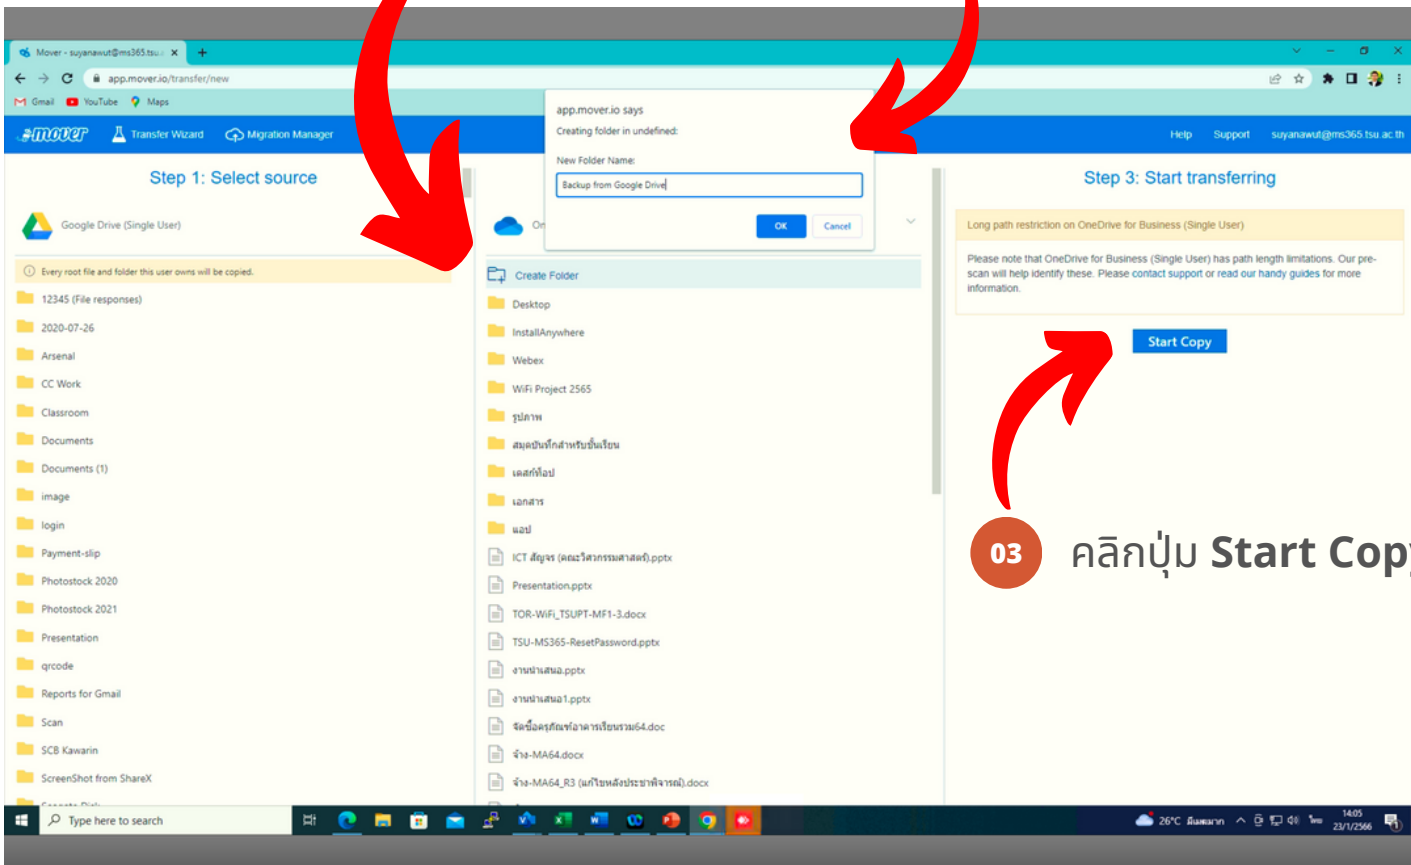 Mover - suyanawut@ms365.tsu.a
app.mover.io/transfer/new
Gmail YouTube Maps
mover Transfer Wizard Migration Manager
Help Support suyanawut@ms365.tsu.ac.th
app.mover.io says
Creating folder in undefined:
New Folder Name:
Backup from Google Drive
OK Cancel
Step 1: Select source
Google Drive (Single User)
Every root file and folder this user owns will be copied.
12345 (File responses)
2020-07-26
Arsenal
CC Work
Classroom
Documents
Documents (1)
image
login
Payment-slip
Photostock 2020
Photostock 2021
Presentation
qrcode
Reports for Gmail
Scan
SCB Kawarin
ScreenShot from ShareX
On
Create Folder
Desktop
InstallAnywhere
Webex
WiFi Project 2565
รูปภาพ
สมุดบันทึกสำหรับชั้นเรียน
เดสก์ท็อป
เอกสาร
แอป
ICT สัญจร (คณะวิศวกรรมศาสตร์).pptx
Presentation.pptx
TOR-WiFi_TSUPT-MF1-3.docx
TSU-MS365-ResetPassword.pptx
งานนำเสนอ.pptx
งานนำเสนอ1.pptx
จัดซื้อครุภัณฑ์อาคารเรียนรวม64.doc
จ้าง-MA64.docx
จ้าง-MA64_R3 (แก้ไขหลังประชาพิจารณ์).docx
Step 3: Start transferring
Long path restriction on OneDrive for Business (Single User)
Please note that OneDrive for Business (Single User) has path length limitations. Our pre-
scan will help identify these. Please contact support or read our handy guides for more
information.
Start Copy
03 คลิกปุ่ม Start Copy
Type here to search
26°C มีเมฆมาก ไทย 14:05
23/1/2566